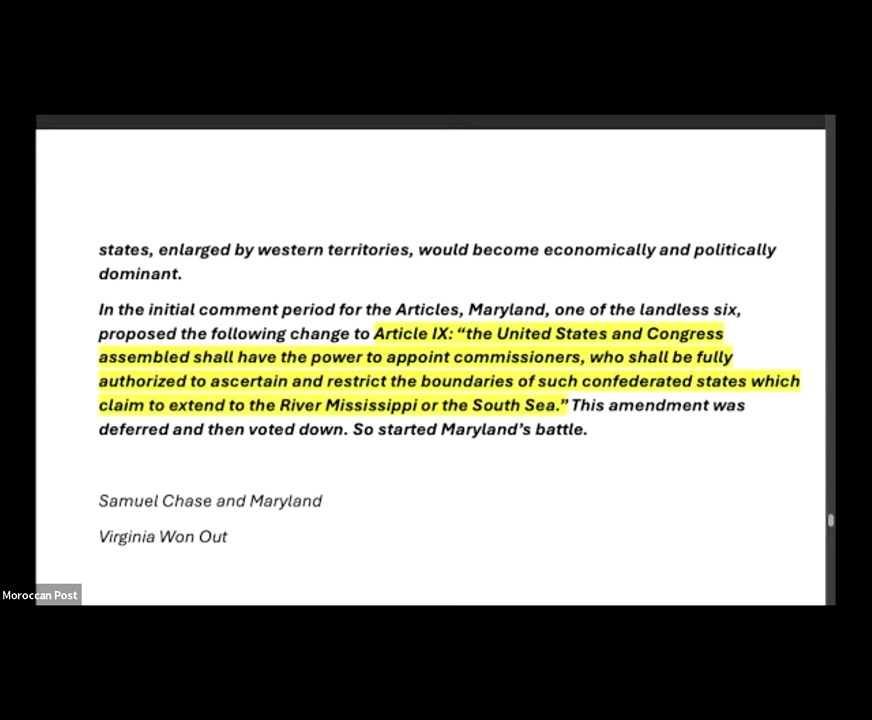 states, enlarged by western territories, would become economically and politically
dominant.
In the initial comment period for the Articles, Maryland, one of the landless six,
proposed the following change to Article IX: “the United States and Congress
assembled shall have the power to appoint commissioners, who shall be fully
authorized to ascertain and restrict the boundaries of such confederated states which
claim to extend to the River Mississippi or the South Sea.” This amendment was
deferred and then voted down. So started Maryland’s battle.
Samuel Chase and Maryland
Virginia Won Out
Moroccan Post